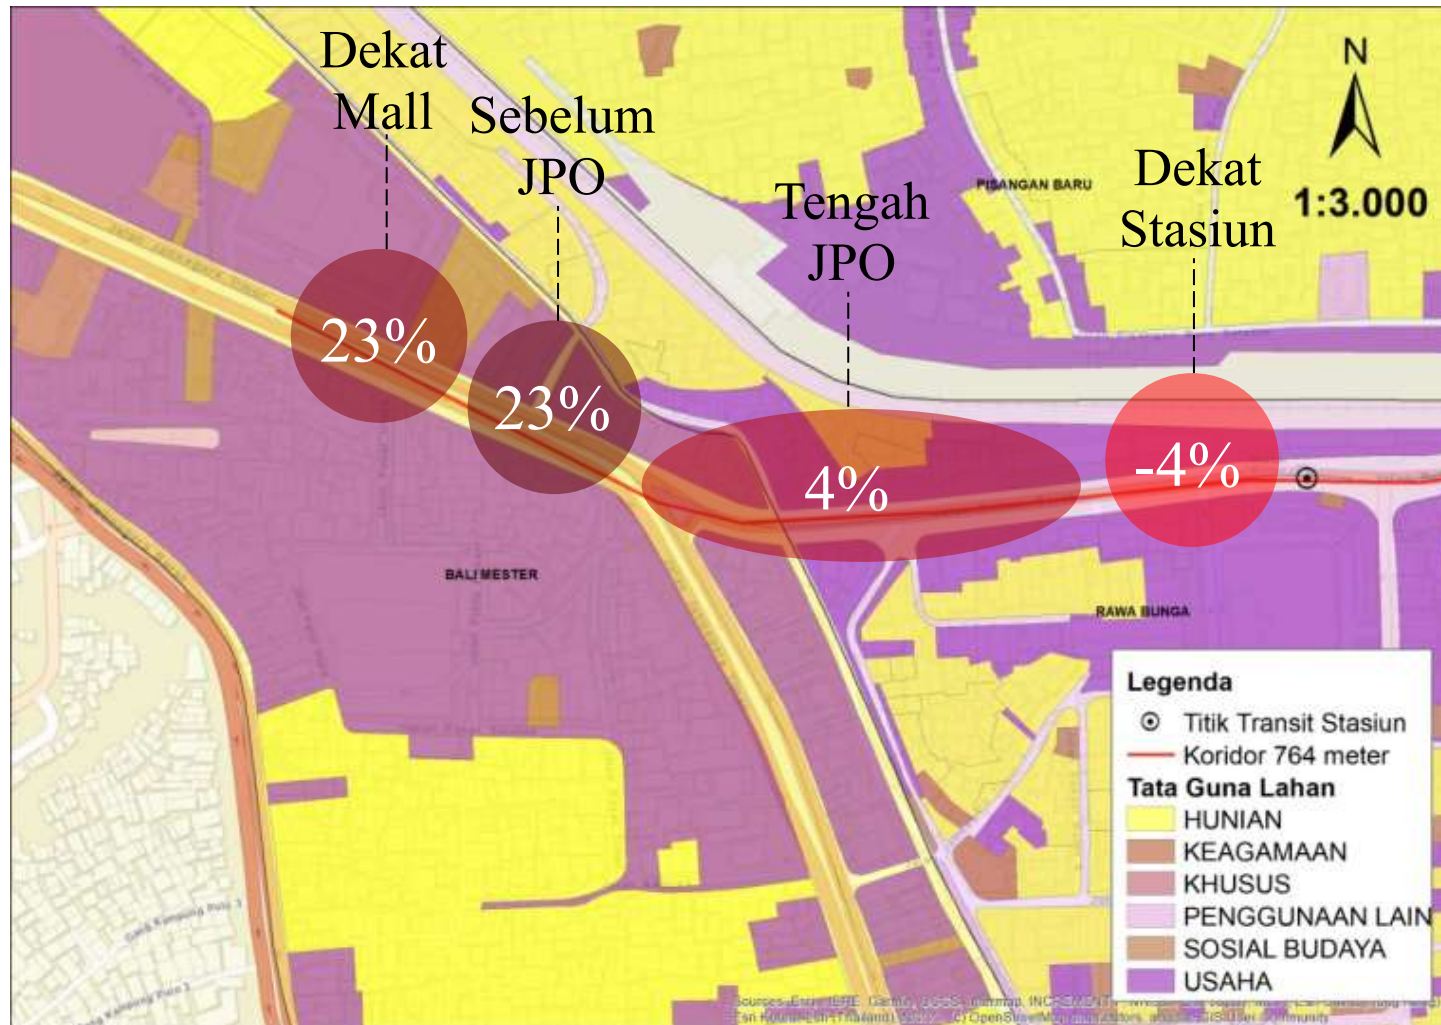 Dekat
Mall
Sebelum
JPO
Tengah
JPO
Dekat
Stasiun
N
1:3.000
PISANGAN BARU
23%
23%
4%
-4%
BALI MESTER
RAWA BUNGA
Legenda
Titik Transit Stasiun
Koridor 764 meter
Tata Guna Lahan
HUNIAN
KEAGAMAAN
KHUSUS
PENGGUNAAN LAIN
SOSIAL BUDAYA
USAHA